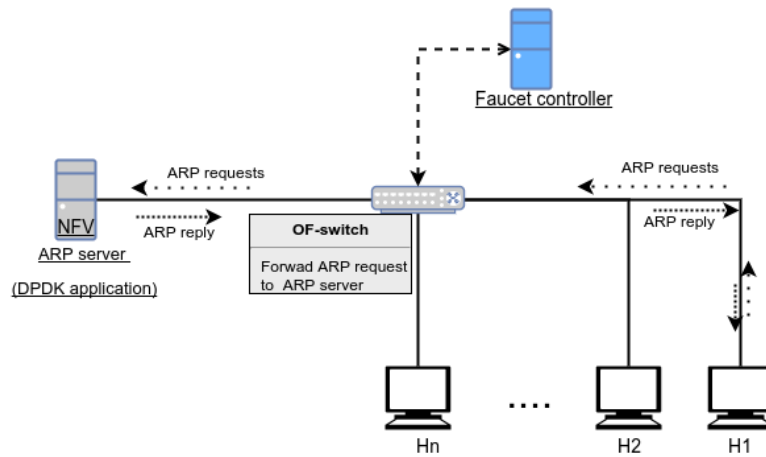 Faucet controller
ARP requests
ARP requests
NFV
ARP reply
ARP reply
ARP server
(DPDK application)
OF-switch
Forwad ARP request
to ARP server
....
Hn
H2
H1